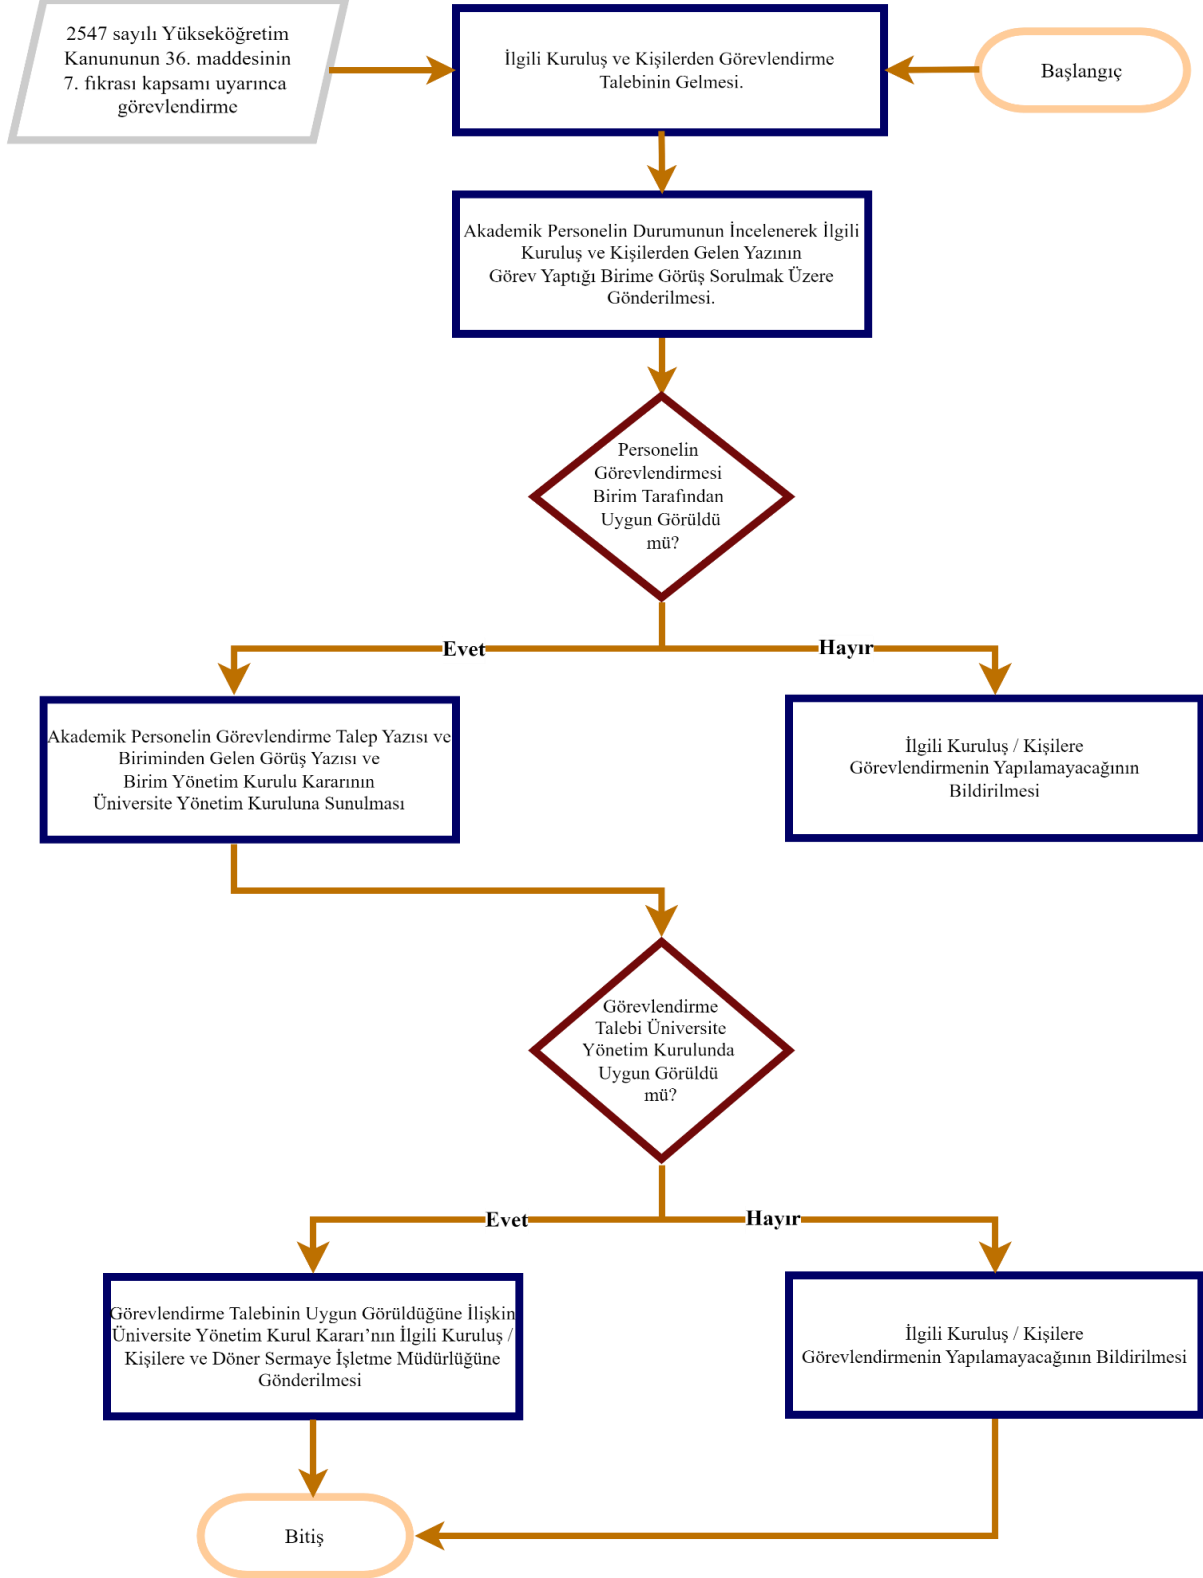 2547 sayılı Yükseköğretim
Kanununun 36. maddesinin
7. fıkrası kapsamı uyarınca
görevlendirme
İlgili Kuruluş ve Kişilerden Görevlendirme
Talebinin Gelmesi.
Başlangıç
Akademik Personelin Durumunun İncelenerek İlgili
Kuruluş ve Kişilerden Gelen Yazının
Görev Yaptığı Birime Görüş Sorulmak Üzere
Gönderilmesi.
Personelin
Görevlendirmesi
Birim Tarafından
Uygun Görüldü
mü?
Evet
Hayır
Akademik Personelin Görevlendirme Talep Yazısı ve
Biriminden Gelen Görüş Yazısı ve
Birim Yönetim Kurulu Kararının
Üniversite Yönetim Kuruluna Sunulması
İlgili Kuruluş / Kişilere
Görevlendirmenin Yapılamayacağının
Bildirilmesi
Görevlendirme
Talebi Üniversite
Yönetim Kurulunda
Uygun Görüldü
mü?
Evet
Hayır
Görevlendirme Talebinin Uygun Görüldüğüne İlişkin
Üniversite Yönetim Kurul Kararı’nın İlgili Kuruluş /
Kişilere ve Döner Sermaye İşletme Müdürlüğüne
Gönderilmesi
İlgili Kuruluş / Kişilere
Görevlendirmenin Yapılamayacağının Bildirilmesi
Bitiş